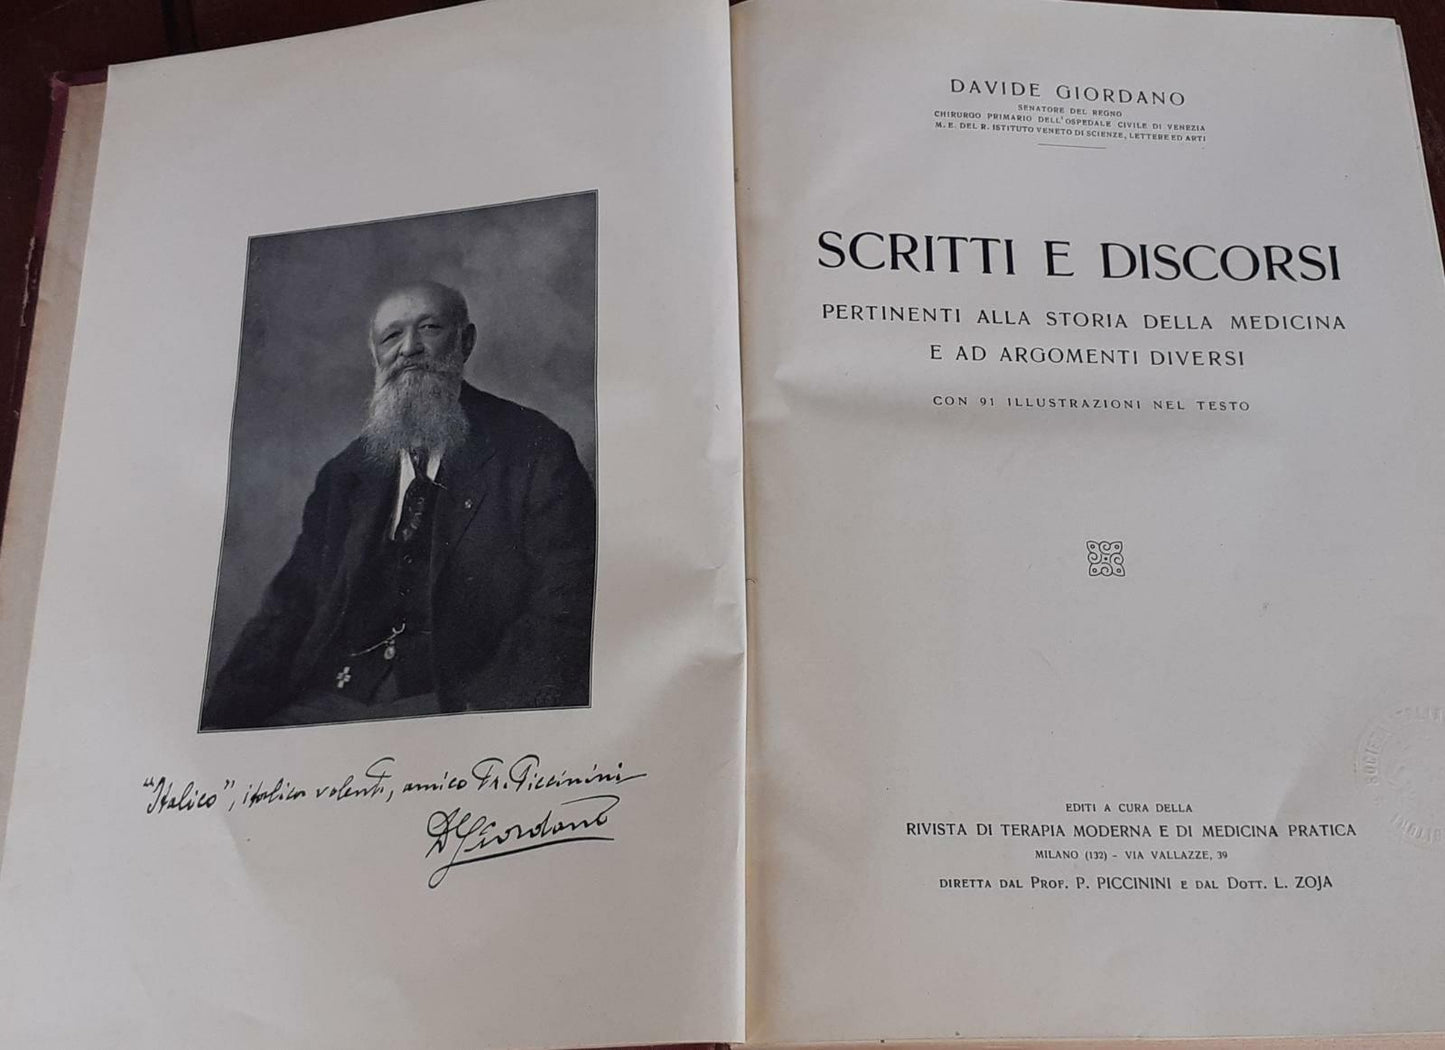 "Italico", italico volenti, amico Pr. Piccinini
DGiordano
DAVIDE GIORDANO
SENATORE DEL REGNO
CHIRURGO PRIMARIO DELL'OSPEDALE CIVILE DI VENEZIA
M. E. DEL R. ISTITUTO VENETO DI SCIENZE, LETTERE ED ARTI
SCRITTI E DISCORSI
PERTINENTI ALLA STORIA DELLA MEDICINA
E AD ARGOMENTI DIVERSI
CON 91 ILLUSTRAZIONI NEL TESTO
EDITI A CURA DELLA
RIVISTA DI TERAPIA MODERNA E DI MEDICINA PRATICA
MILANO (132) - VIA VALLAZZE, 39
DIRETTA DAL PROF. P. PICCININI E DAL DOTT. L. ZOJA